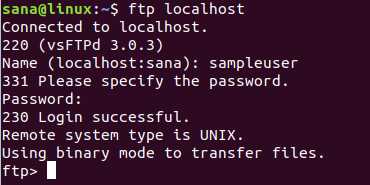 sana@linux:~$ ftp localhost
Connected to localhost.
220 (vsFTPd 3.0.3)
Name (localhost:sana): sampleuser
331 Please specify the password.
Password:
230 Login successful.
Remote system type is UNIX.
Using binary mode to transfer files.
ftp>